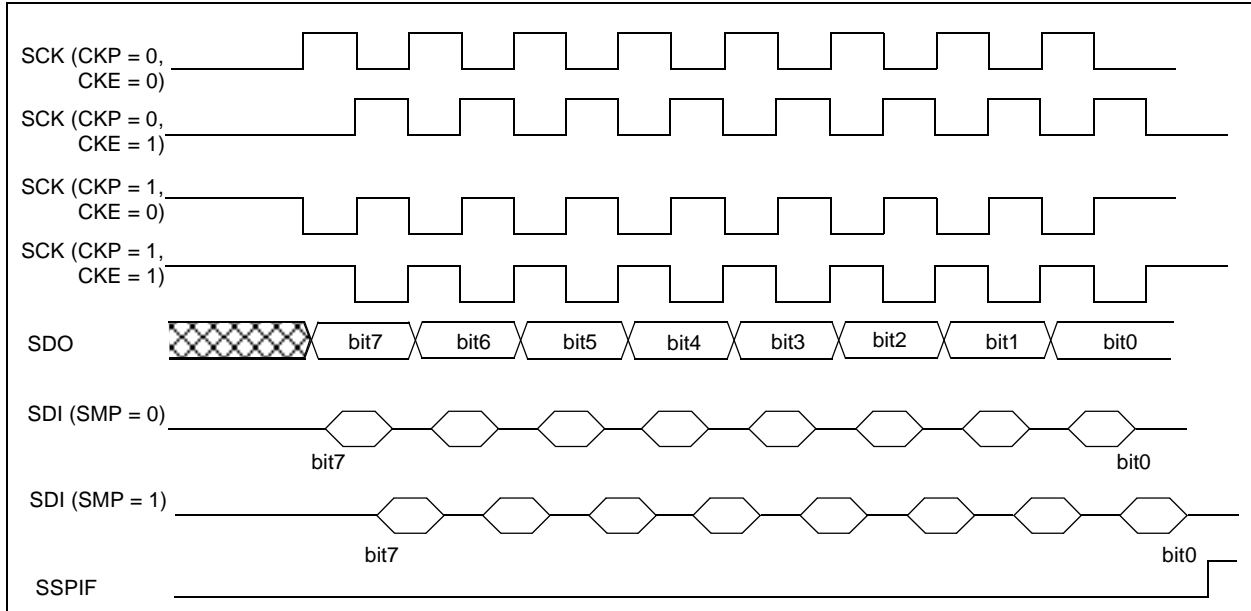 SCK (CKP = 0,
CKE = 0)
SCK (CKP = 0,
CKE = 1)
SCK (CKP = 1,
CKE = 0)
SCK (CKP = 1,
CKE = 1)
SDO bit7 bit6 bit5 bit4 bit3 bit2 bit1 bit0
SDI (SMP = 0)
bit7 bit0
SDI (SMP = 1)
bit7 bit0
SSPIF